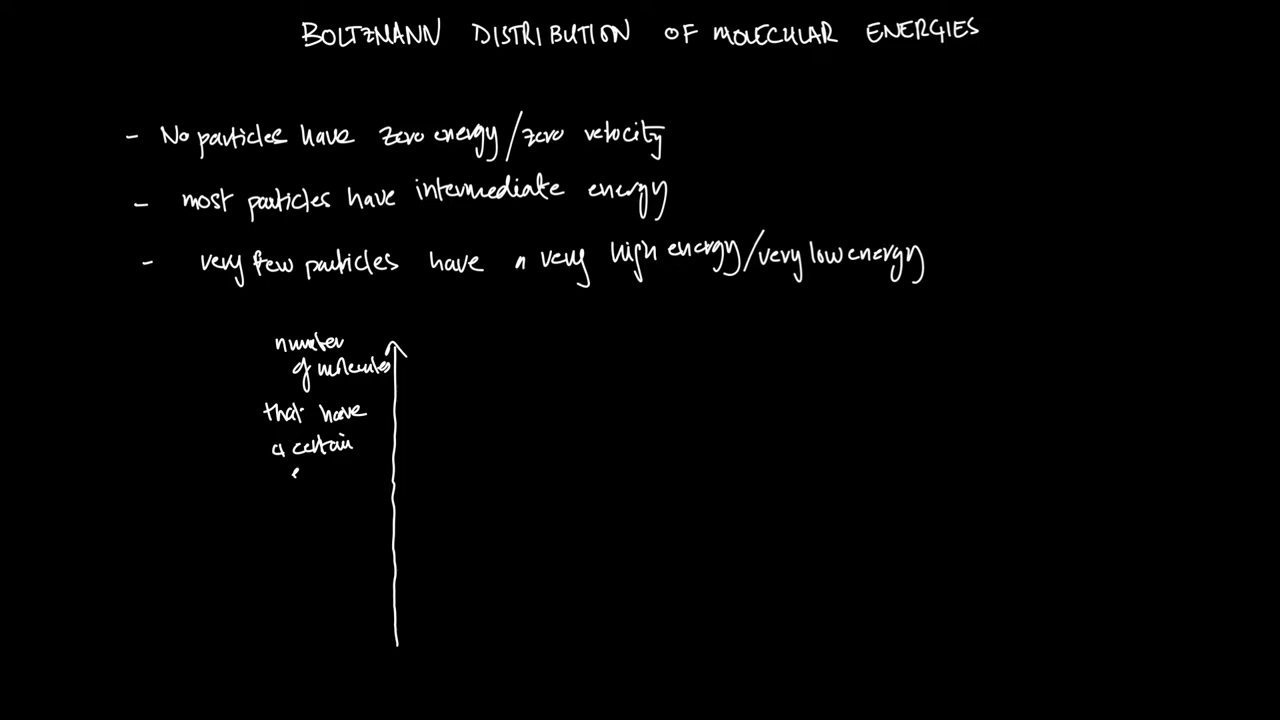 BOLTZMANN DISTRIBUTION OF MOLECULAR ENERGIES
- No particles have zero energy/zero velocity
- most particles have intermediate energy
- very few particles have a very high energy/very low energy
number
of molecules
that have
a certain
e